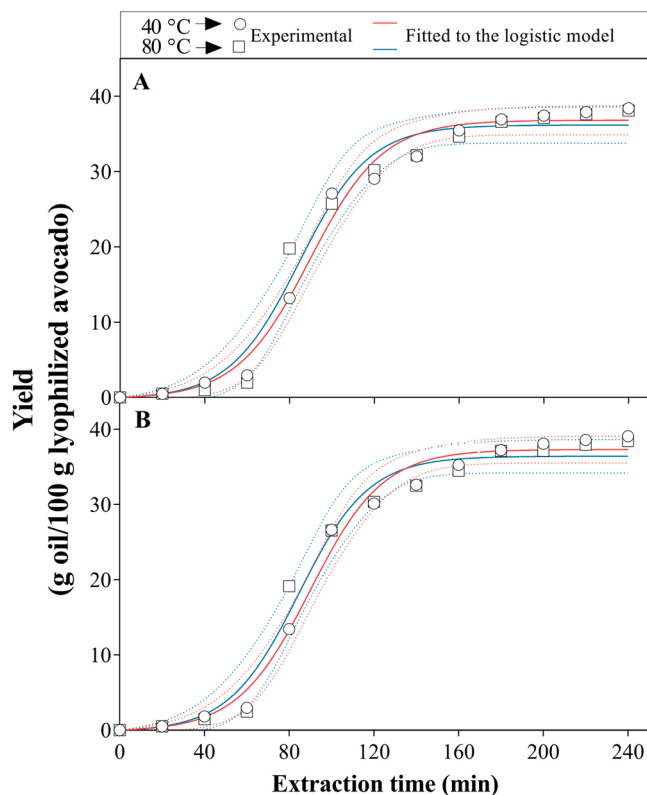 40 °C Experimental Fitted to the logistic model
80 °C
A
40
30
20
10
0
B
40
30
20
10
0
0 40 80 120 160 200 240
Extraction time (min)
Yield
(g oil/100 g lyophilized avocado)